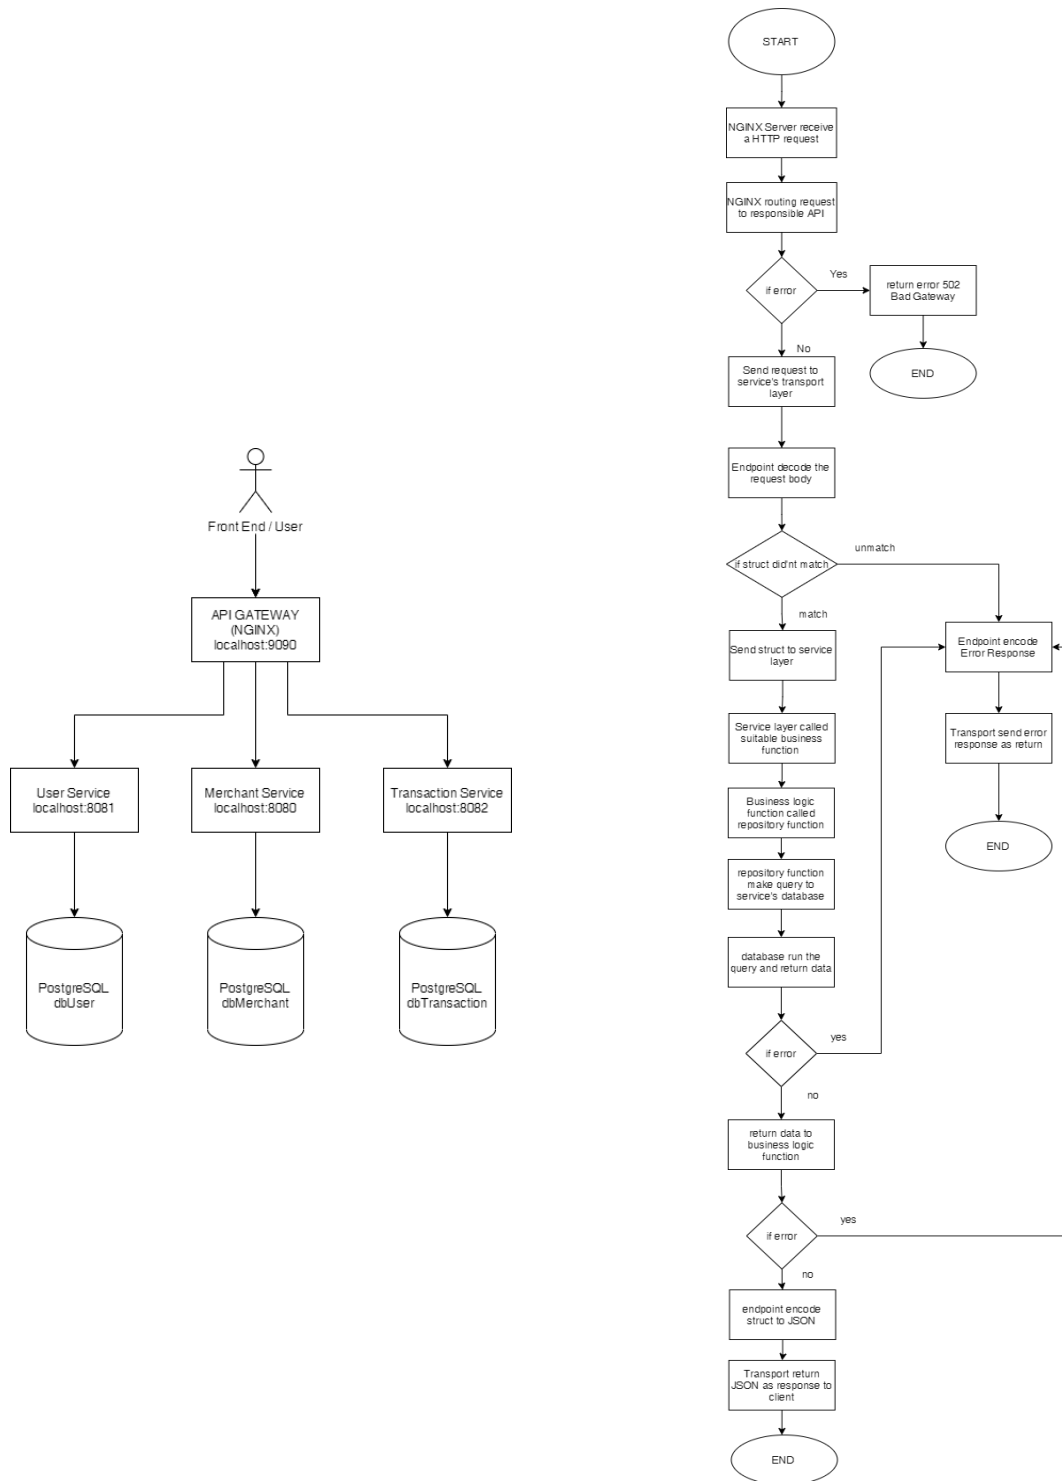 Front End / User
API GATEWAY
(NGINX)
localhost:9090
User Service
localhost:8081
Merchant Service
localhost:8080
Transaction Service
localhost:8082
PostgreSQL
dbUser
PostgreSQL
dbMerchant
PostgreSQL
dbTransaction
START
NGINX Server receive
a HTTP request
NGINX routing request
to responsible API
if error
Yes
return error 502
Bad Gateway
END
No
Send request to
service's transport
layer
Endpoint decode the
request body
if struct did'nt match
unmatch
match
Endpoint encode
Error Response
Transport send error
response as return
END
Send struct to service
layer
Service layer called
suitable business
function
Business logic
function called
repository function
repository function
make query to
service's database
database run the
query and return data
if error
yes
no
return data to
business logic
function
if error
yes
no
endpoint encode
struct to JSON
Transport return
JSON as response to
client
END